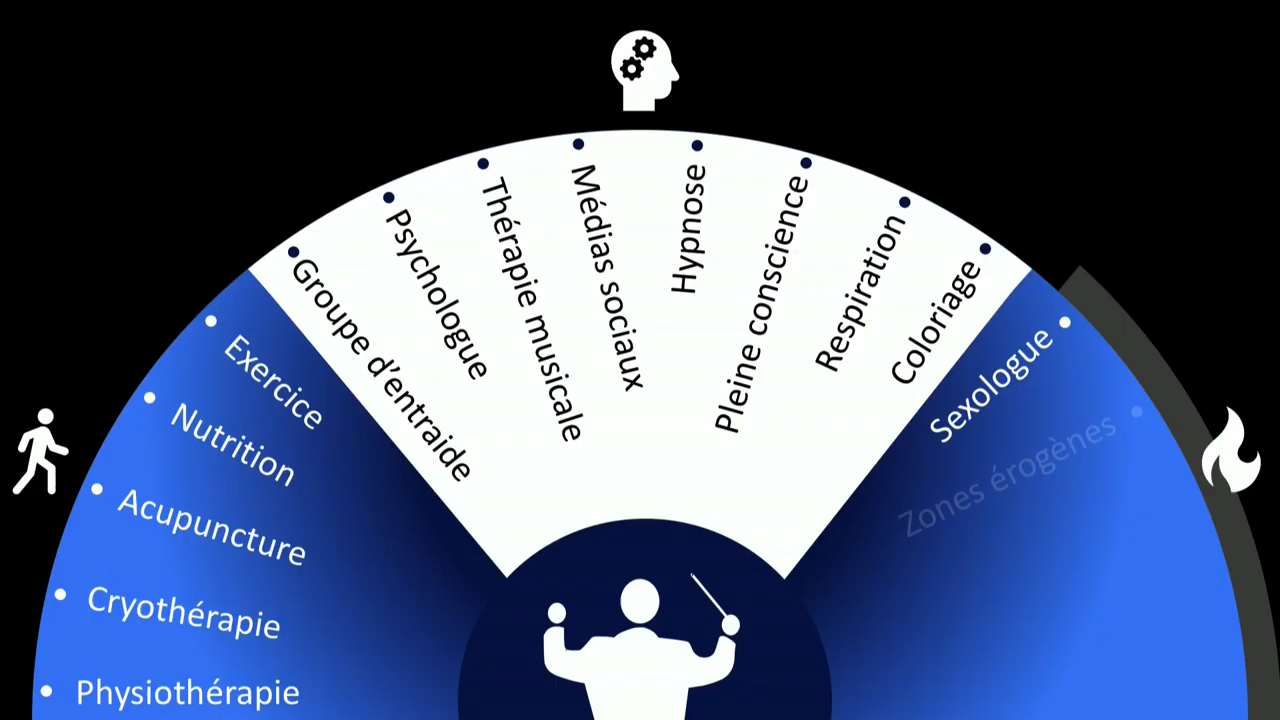 Exercice
Nutrition
Acupuncture
Cryothérapie
Physiothérapie
Groupe d'entraide
Psychologue
Thérapie musicale
Médias sociaux
Hypnose
Pleine conscience
Respiration
Coloriage
Sexologue
Zones érogènes